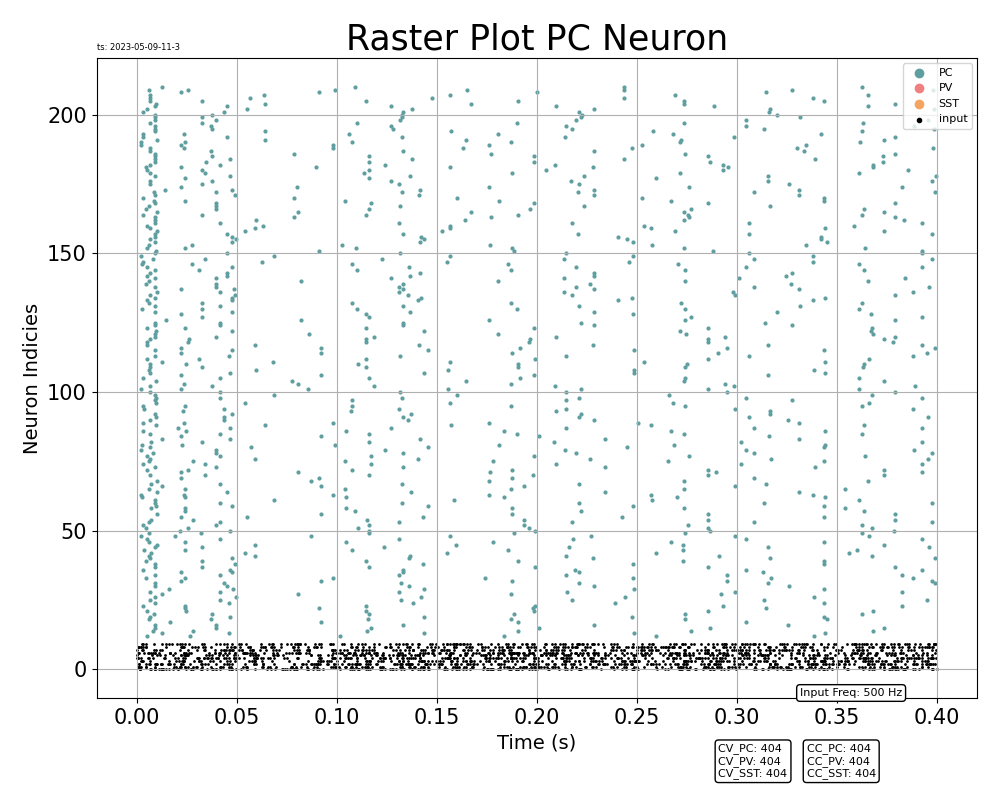 Raster Plot PC Neuron
ts: 2023-05-09-11-3
PC
PV
SST
input
Neuron Indicies
200
150
100
50
0
0.00 0.05 0.10 0.15 0.20 0.25 0.30 0.35 0.40
Time (s)
Input Freq: 500 Hz
CV_PC: 404
CV_PV: 404
CV_SST: 404
CC_PC: 404
CC_PV: 404
CC_SST: 404